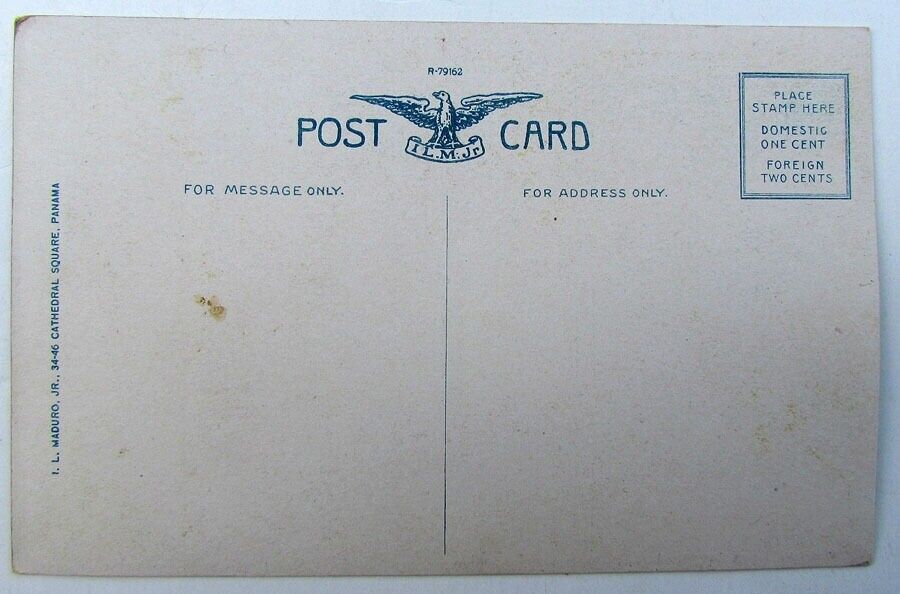 R-79162
POST CARD
I L.M. Jr
PLACE
STAMP HERE
DOMESTIC
ONE CENT
FOREIGN
TWO CENTS
FOR MESSAGE ONLY.
FOR ADDRESS ONLY.
I. L. MADURO, JR., 34-46 CATHEDRAL SQUARE, PANAMA